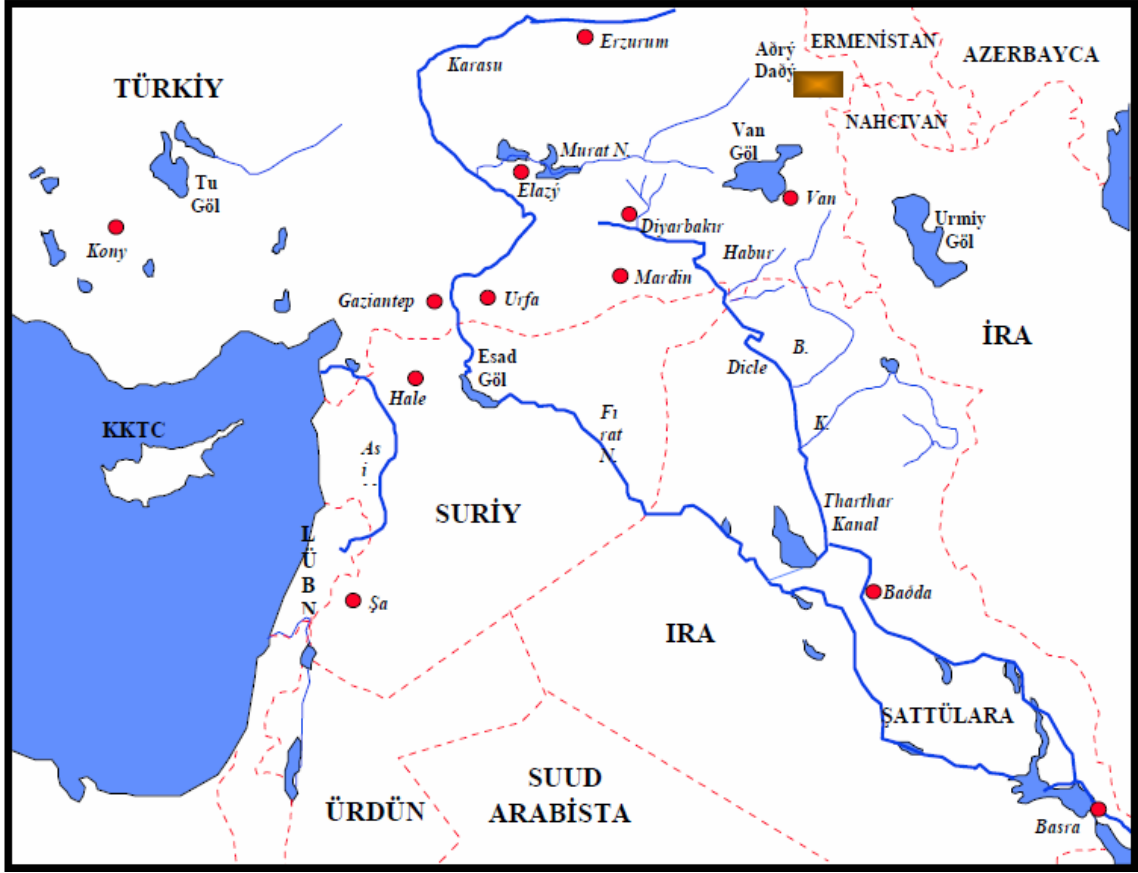 Erzurum
Karasu
Aðrý
Daðý
ERMENİSTAN
AZERBAYCA
TÜRKİY
NAHCIVAN
Van
Göl
Murat N.
Elazý
Tu
Göl
Van
Kony
Diyarbakır
Urmiy
Göl
Habur
Mardin
Gaziantep
Urfa
İRA
Esad
Göl
B.
Dicle
Hale
KKTC
Fı
rat
N.
K.
As
i
SURİY
Tharthar
Kanal
LÜBN
Şa
Baðda
IRA
ŞATTÜLARA
SUUD
ARABİSTA
ÜRDÜN
Basra